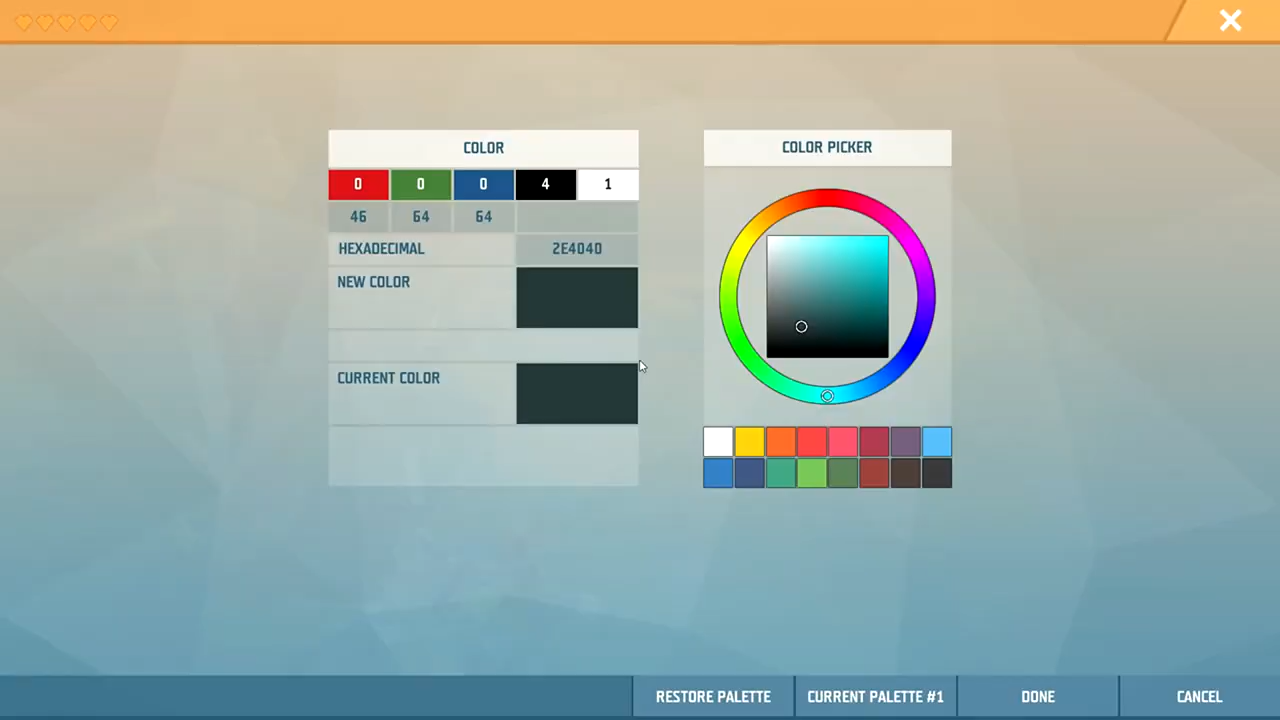 COLOR
0 0 0 4 1
46 64 64
HEXADECIMAL 2E4040
NEW COLOR
CURRENT COLOR
COLOR PICKER
RESTORE PALETTE CURRENT PALETTE #1 DONE CANCEL